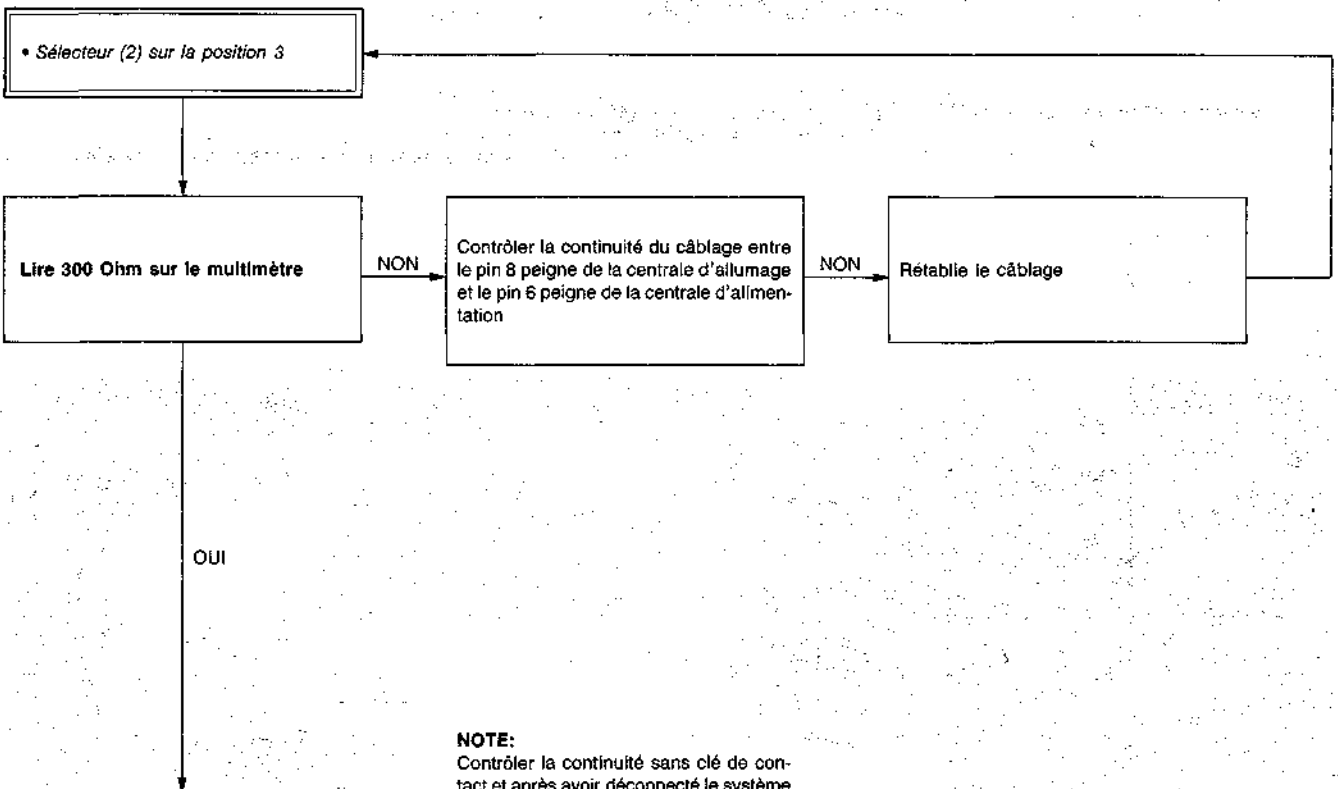 • Sélecteur (2) sur la position 3
Lire 300 Ohm sur le multimètre
NON
Contrôler la continuité du câblage entre
le pin 8 peigne de la centrale d'allumage
et le pin 6 peigne de la centrale d'alimen-
tation
NON
Rétablie le câblage
OUI
NOTE:
Contrôler la continuité sans clé de con-
tact et après avoir déconnecté le système